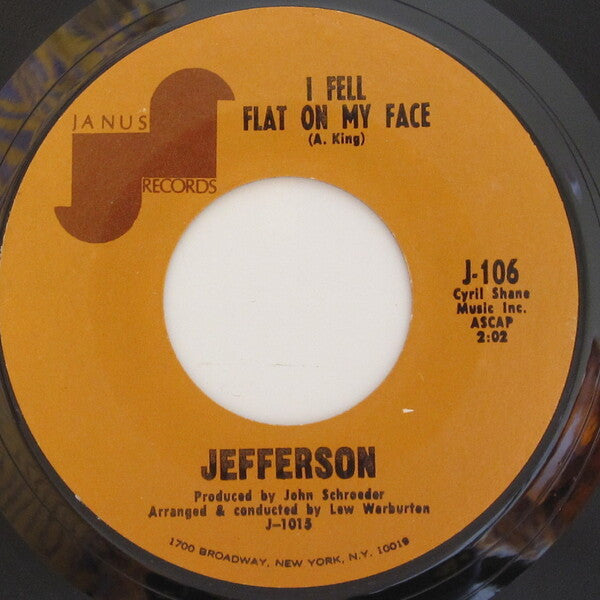 JANUS
RECORDS
I FELL
FLAT ON MY FACE
(A. King)
J-106
Cyril Shane
Music Inc.
ASCAP
2:02
JEFFERSON
Produced by John Schroeder
Arranged & conducted by Lew Warburton
J-1015
1700 BROADWAY, NEW YORK, N.Y. 10019